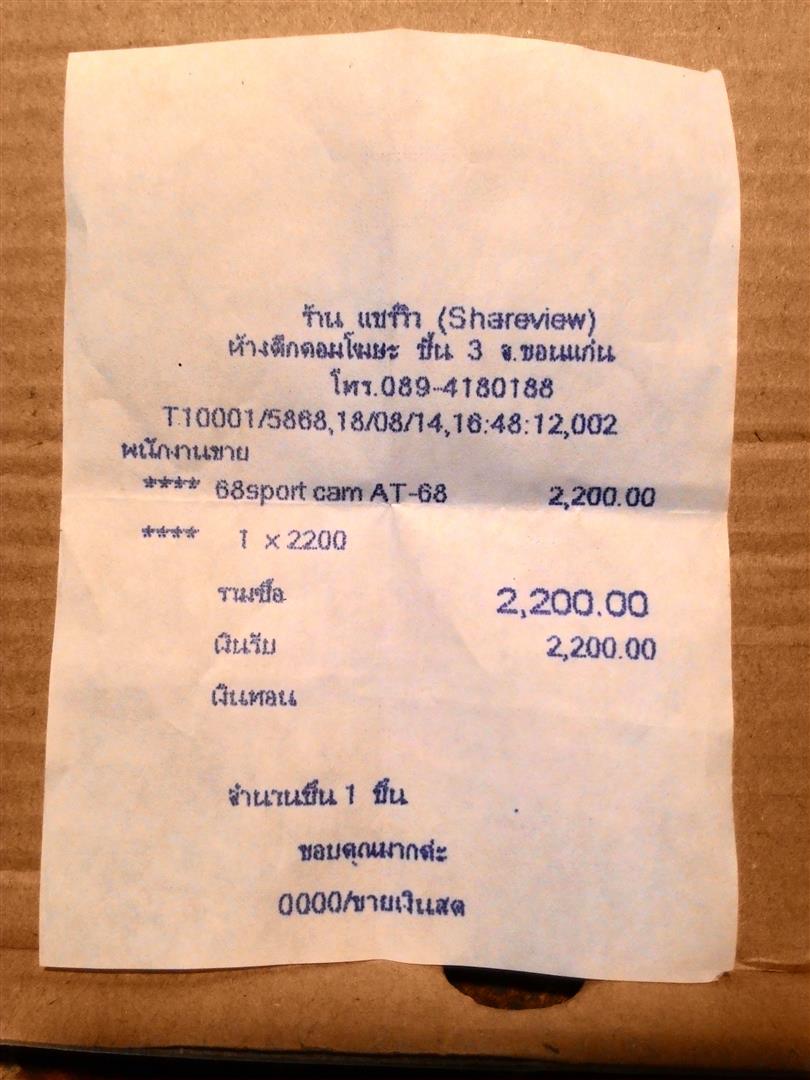 ร้าน แชร์วิว (Shareview)
ห้างตึกคอมโฆษะ ชั้น 3 จ.ขอนแก่น
โทร.089-4180188
T10001/5868,18/08/14,16:48:12,002
พนักงานขาย
**** 68sport cam AT-68 2,200.00
**** 1 x 2200
รวมซื้อ 2,200.00
เงินรับ 2,200.00
เงินทอน
จำนวนชิ้น 1 ชิ้น
ขอบคุณมากค่ะ
0000/ขายเงินสด